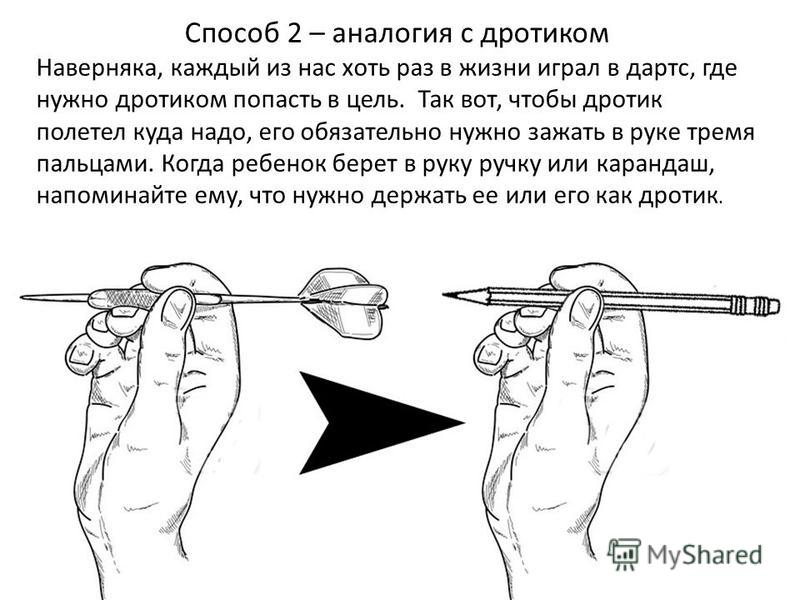 Способ 2 – аналогия с дротиком
Наверняка, каждый из нас хоть раз в жизни играл в дартс, где
нужно дротиком попасть в цель. Так вот, чтобы дротик
полетел куда надо, его обязательно нужно зажать в руке тремя
пальцами. Когда ребенок берет в руку ручку или карандаш,
напоминайте ему, что нужно держать ее или его как дротик.
MyShared